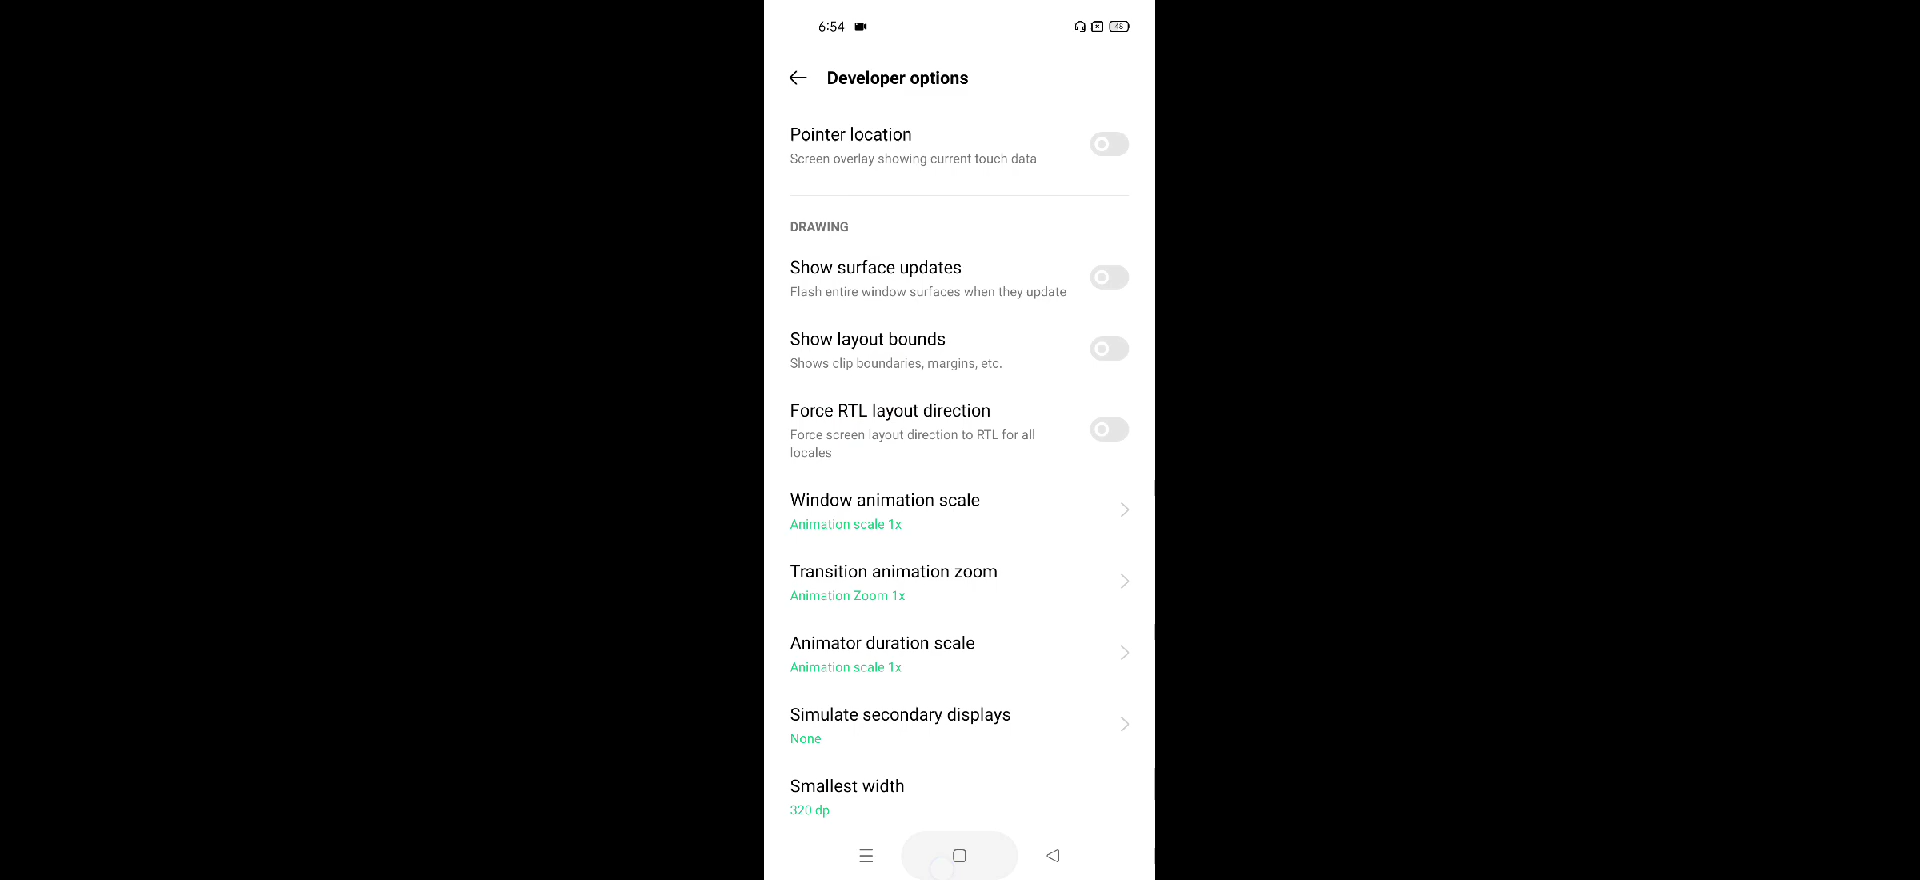 6:54
46
Developer options
Pointer location
Screen overlay showing current touch data
DRAWING
Show surface updates
Flash entire window surfaces when they update
Show layout bounds
Shows clip boundaries, margins, etc.
Force RTL layout direction
Force screen layout direction to RTL for all
locales
Window animation scale
Animation scale 1x
Transition animation zoom
Animation Zoom 1x
Animator duration scale
Animation scale 1x
Simulate secondary displays
None
Smallest width
320 dp